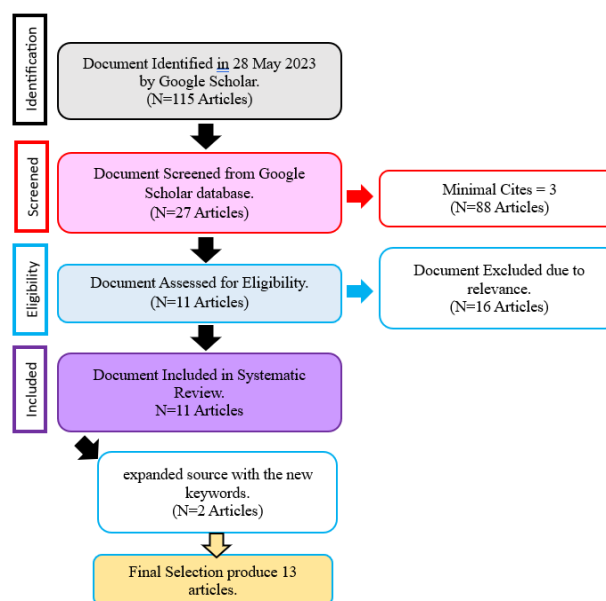 Identification
Document Identified in 28 May 2023
by Google Scholar.
(N=115 Articles)
Screened
Document Screened from Google
Scholar database.
(N=27 Articles)
Minimal Cites = 3
(N=88 Articles)
Eligibility
Document Assessed for Eligibility.
(N=11 Articles)
Document Excluded due to
relevance.
(N=16 Articles)
Included
Document Included in Systematic
Review.
N=11 Articles
expanded source with the new
keywords.
(N=2 Articles)
Final Selection produce 13
articles.